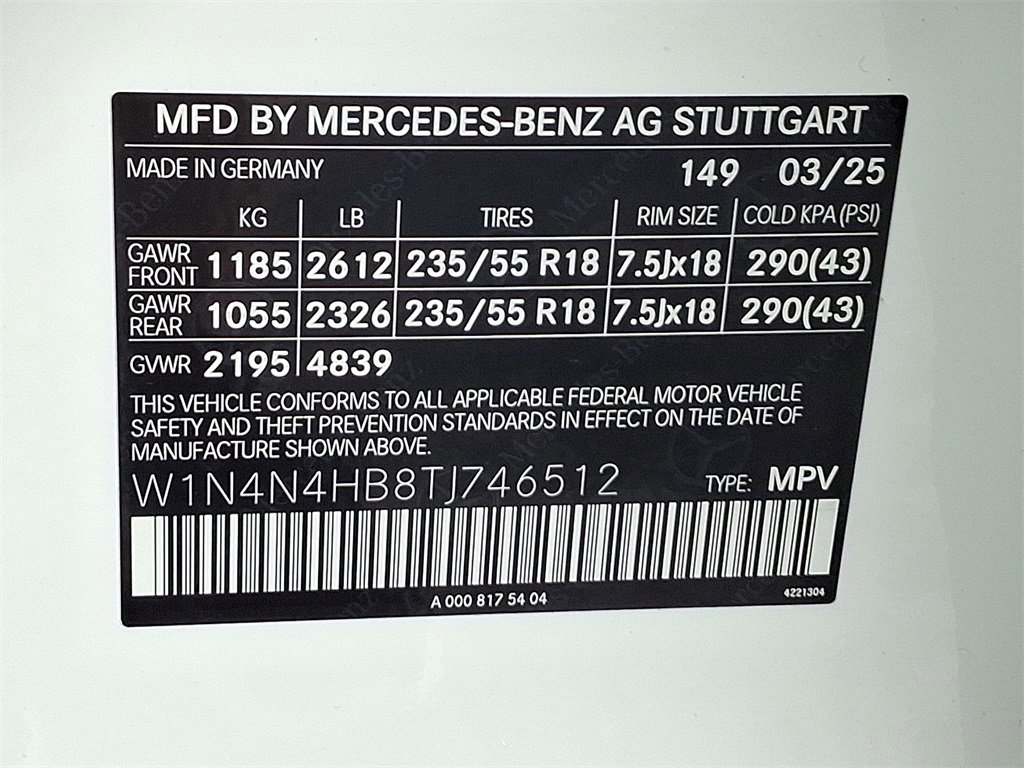 MFD BY MERCEDES-BENZ AG STUTTGART
MADE IN GERMANY 149 03/25
KG LB TIRES RIM SIZE COLD KPA (PSI)
GAWR FRONT 1185 2612 235/55 R18 7.5Jx18 290(43)
GAWR REAR 1055 2326 235/55 R18 7.5Jx18 290(43)
GVWR 2195 4839
THIS VEHICLE CONFORMS TO ALL APPLICABLE FEDERAL MOTOR VEHICLE
SAFETY AND THEFT PREVENTION STANDARDS IN EFFECT ON THE DATE OF
MANUFACTURE SHOWN ABOVE.
W1N4N4HB8TJ746512 TYPE: MPV
A 000 817 54 04 4221304